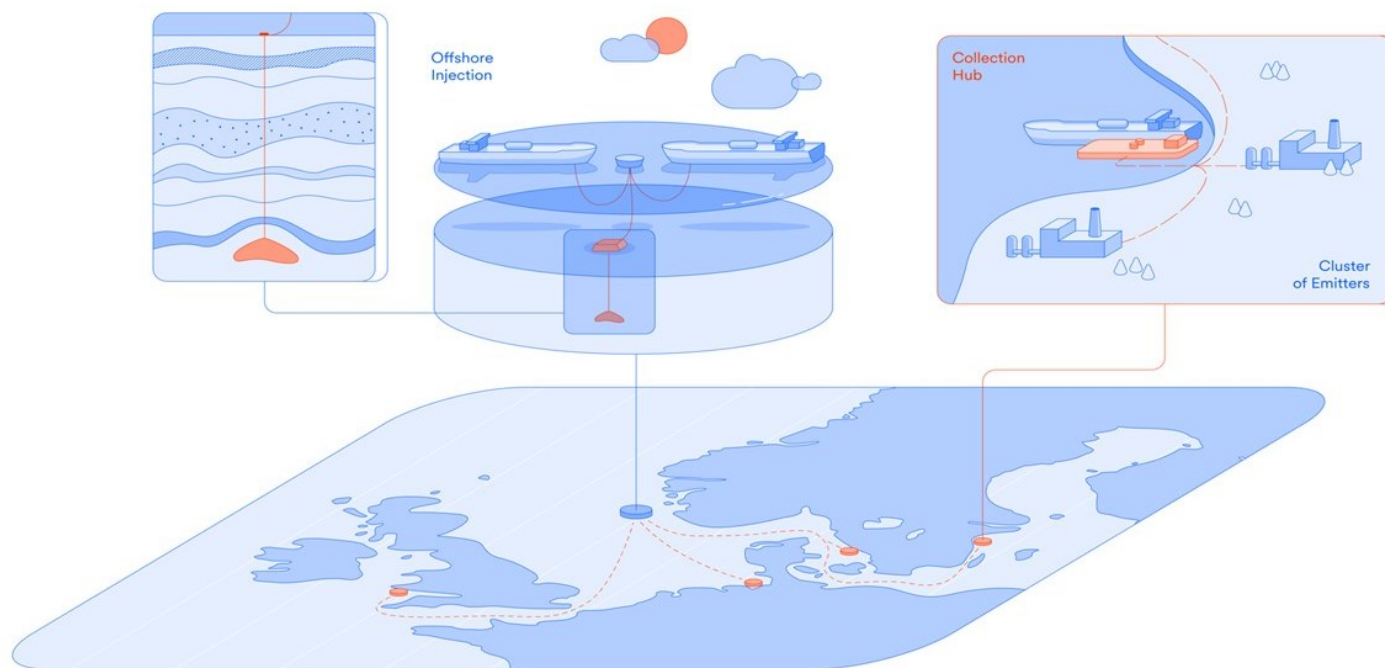 Offshore
Injection
Collection
Hub
Cluster
of Emitters